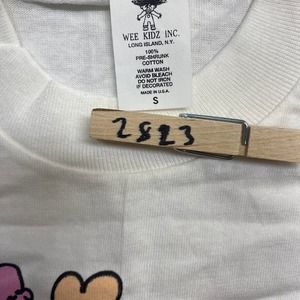 WEE KIDZ INC.
LONG ISLAND, N.Y.
100%
PRE-SHRUNK
COTTON
WARM WASH
AVOID BLEACH
DO NOT IRON
IF DECORATED
MADE IN U.S.A.
S
2823